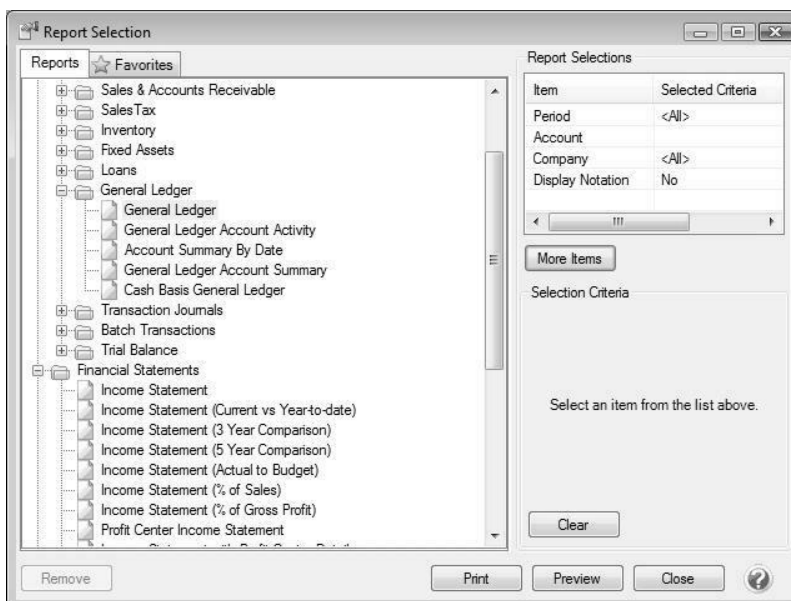 Report Selection
Reports
Favorites
Sales & Accounts Receivable
Sales Tax
Inventory
Fixed Assets
Loans
General Ledger
General Ledger
General Ledger Account Activity
Account Summary By Date
General Ledger Account Summary
Cash Basis General Ledger
Transaction Journals
Batch Transactions
Trial Balance
Financial Statements
Income Statement
Income Statement (Current vs Year-to-date)
Income Statement (3 Year Comparison)
Income Statement (5 Year Comparison)
Income Statement (Actual to Budget)
Income Statement (% of Sales)
Income Statement (% of Gross Profit)
Profit Center Income Statement
Report Selections
Item Selected Criteria
Period <All>
Account
Company <All>
Display Notation No
More Items
Selection Criteria
Select an item from the list above.
Clear
Remove
Print
Preview
Close
?